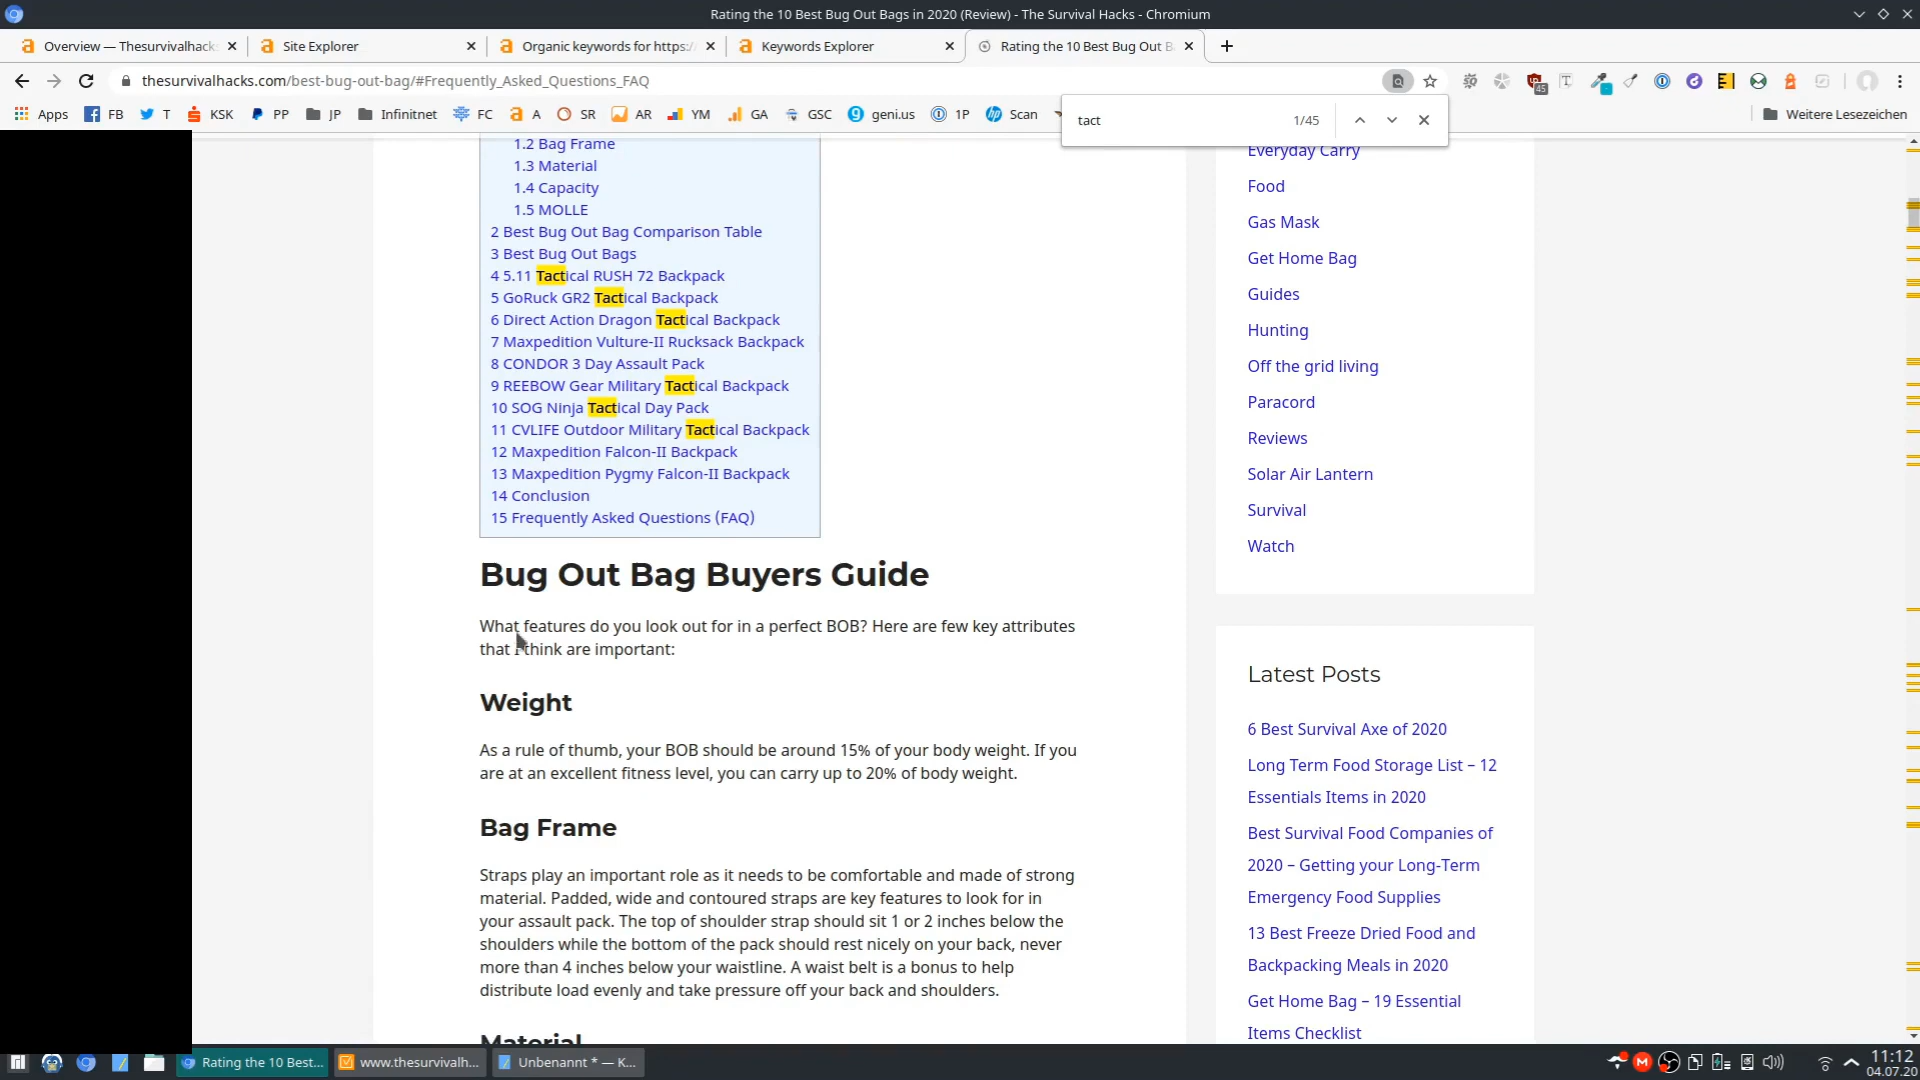 Rating the 10 Best Bug Out Bags in 2020 (Review) - The Survival Hacks - Chromium
Overview — Thesurvivalhack
Site Explorer
Organic keywords for https:/
Keywords Explorer
Rating the 10 Best Bug Out B
thesurvivalhacks.com/best-bug-out-bag/#Frequently_Asked_Questions_FAQ
45
Apps
FB
T
KSK
PP
JP
Infinitnet
FC
A
SR
AR
YM
GA
GSC
geni.us
1P
Scan
Weitere Lesezeichen
tact
1/45
1.2 Bag Frame
1.3 Material
1.4 Capacity
1.5 MOLLE
2 Best Bug Out Bag Comparison Table
3 Best Bug Out Bags
4 5.11 Tactical RUSH 72 Backpack
5 GoRuck GR2 Tactical Backpack
6 Direct Action Dragon Tactical Backpack
7 Maxpedition Vulture-II Rucksack Backpack
8 CONDOR 3 Day Assault Pack
9 REEBOW Gear Military Tactical Backpack
10 SOG Ninja Tactical Day Pack
11 CVLIFE Outdoor Military Tactical Backpack
12 Maxpedition Falcon-II Backpack
13 Maxpedition Pygmy Falcon-II Backpack
14 Conclusion
15 Frequently Asked Questions (FAQ)
Bug Out Bag Buyers Guide
What features do you look out for in a perfect BOB? Here are few key attributes
that I think are important:
Weight
As a rule of thumb, your BOB should be around 15% of your body weight. If you
are at an excellent fitness level, you can carry up to 20% of body weight.
Bag Frame
Straps play an important role as it needs to be comfortable and made of strong
material. Padded, wide and contoured straps are key features to look for in
your assault pack. The top of shoulder strap should sit 1 or 2 inches below the
shoulders while the bottom of the pack should rest nicely on your back, never
more than 4 inches below your waistline. A waist belt is a bonus to help
distribute load evenly and take pressure off your back and shoulders.
Material
Everyday Carry
Food
Gas Mask
Get Home Bag
Guides
Hunting
Off the grid living
Paracord
Reviews
Solar Air Lantern
Survival
Watch
Latest Posts
6 Best Survival Axe of 2020
Long Term Food Storage List – 12
Essentials Items in 2020
Best Survival Food Companies of
2020 – Getting your Long-Term
Emergency Food Supplies
13 Best Freeze Dried Food and
Backpacking Meals in 2020
Get Home Bag – 19 Essential
Items Checklist
Rating the 10 Best...
www.thesurvivalh...
Unbenannt * — K...
11:12
04.07.20